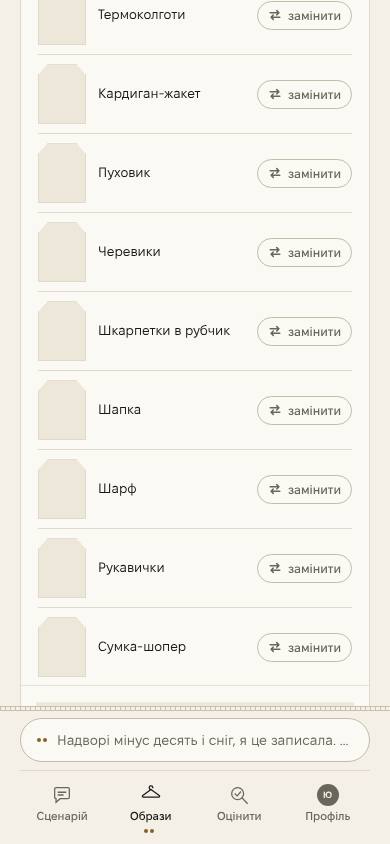 Термоколготи
замінити
Кардиган-жакет
замінити
Пуховик
замінити
Черевики
замінити
Шкарпетки в рубчик
замінити
Шапка
замінити
Шарф
замінити
Рукавички
замінити
Сумка-шопер
замінити
Надворі мінус десять і сніг, я це записала. ...
Сценарій
Образи
Оцінити
Ю
Профіль